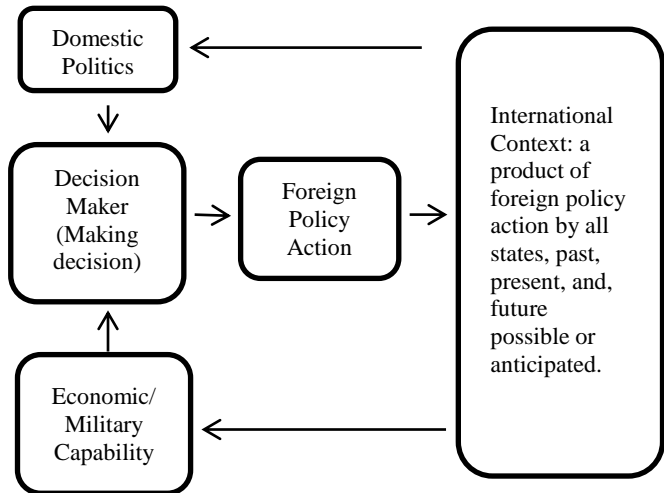 Domestic
Politics
Decision
Maker
(Making
decision)
Foreign
Policy
Action
International
Context: a
product of
foreign policy
action by all
states, past,
present, and,
future
possible or
anticipated.
Economic/
Military
Capability